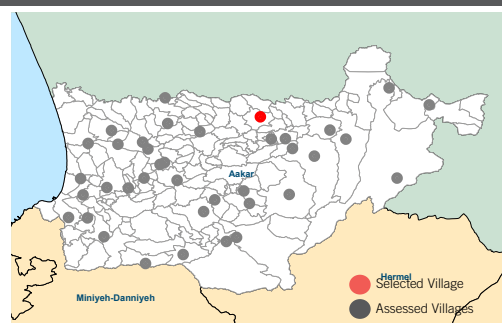 Aakar
Hermel
Selected Village
Assessed Villages
Miniyeh-Danniyeh